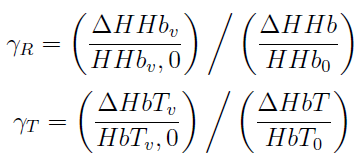 γ_R = (ΔHHb_v / HHb_v,0) / (ΔHHb / HHb_0)
γ_T = (ΔHbT_v / HbT_v,0) / (ΔHbT / HbT_0)